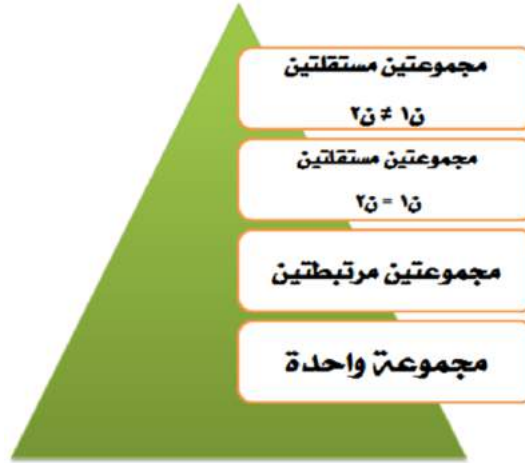 مجموعتين مستقلتين
ن١ ≠ ن٢
مجموعتين مستقلتين
ن١ = ن٢
مجموعتين مرتبطتين
مجموعة واحدة